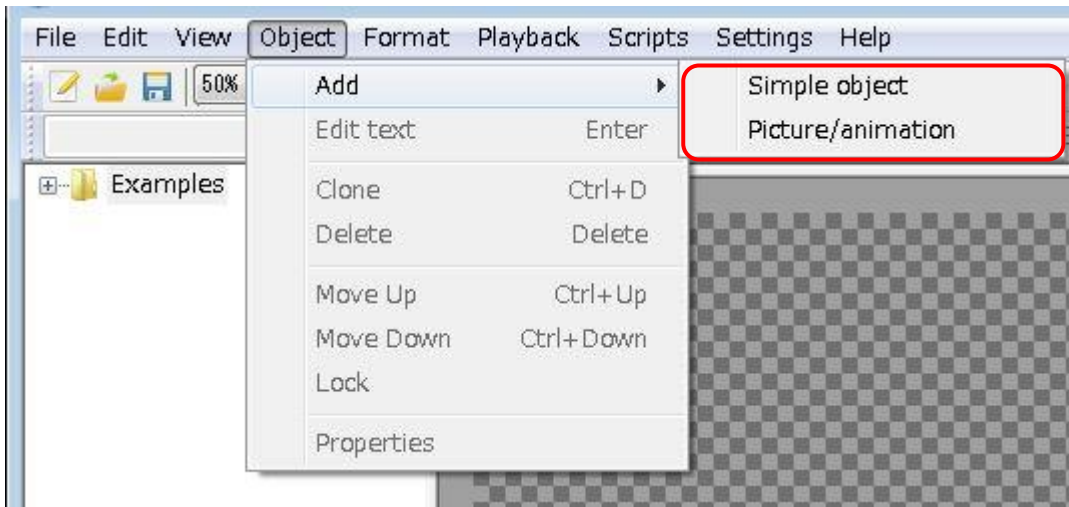 File Edit View Object Format Playback Scripts Settings Help
50%
Add
Simple object
Edit text Enter
Picture/animation
Examples
Clone Ctrl+D
Delete Delete
Move Up Ctrl+Up
Move Down Ctrl+Down
Lock
Properties